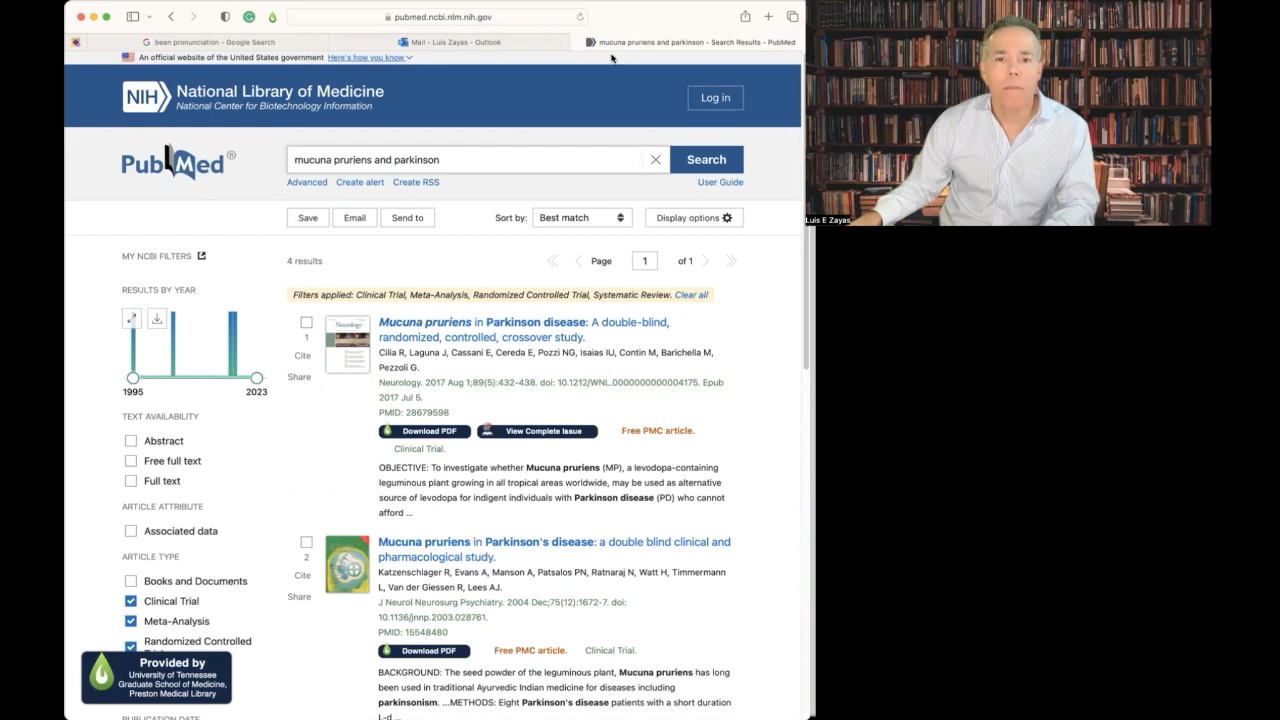 pubmed.ncbi.nlm.nih.gov
bean pronunciation - Google Search
Mail - Luis Zayas - Outlook
mucuna pruriens and parkinson - Search Results - PubMed
An official website of the United States government Here's how you know
NIH National Library of Medicine
National Center for Biotechnology Information
Log in
PubMed®
mucuna pruriens and parkinson
Search
Advanced Create alert Create RSS
User Guide
Save Email Send to
Sort by: Best match
Display options
MY NCBI FILTERS
4 results
Page 1 of 1
RESULTS BY YEAR
1995 2023
Filters applied: Clinical Trial, Meta-Analysis, Randomized Controlled Trial, Systematic Review. Clear all
1
Cite
Share
Neurology
Mucuna pruriens in Parkinson disease: A double-blind,
randomized, controlled, crossover study.
Cilia R, Laguna J, Cassani E, Cereda E, Pozzi NG, Isaias IU, Contin M, Barichella M,
Pezzoli G.
Neurology. 2017 Aug 1;89(5):432-438. doi: 10.1212/WNL.0000000000004175. Epub
2017 Jul 5.
PMID: 28679598
Download PDF View Complete Issue Free PMC article.
Clinical Trial.
OBJECTIVE: To investigate whether Mucuna pruriens (MP), a levodopa-containing
leguminous plant growing in all tropical areas worldwide, may be used as alternative
source of levodopa for indigent individuals with Parkinson disease (PD) who cannot
afford ...
TEXT AVAILABILITY
Abstract
Free full text
Full text
ARTICLE ATTRIBUTE
Associated data
ARTICLE TYPE
Books and Documents
Clinical Trial
Meta-Analysis
Randomized Controlled
2
Cite
Share
Mucuna pruriens in Parkinson's disease: a double blind clinical and
pharmacological study.
Katzenschlager R, Evans A, Manson A, Patsalos PN, Ratnaraj N, Watt H, Timmermann
L, Van der Giessen R, Lees AJ.
J Neurol Neurosurg Psychiatry. 2004 Dec;75(12):1672-7. doi:
10.1136/jnnp.2003.028761.
PMID: 15548480
Download PDF Free PMC article. Clinical Trial.
BACKGROUND: The seed powder of the leguminous plant, Mucuna pruriens has long
been used in traditional Ayurvedic Indian medicine for diseases including
parkinsonism. ...METHODS: Eight Parkinson's disease patients with a short duration
L-d ...
Provided by
University of Tennessee
Graduate School of Medicine,
Preston Medical Library
PUBLICATION DATE
Luis E Zayas